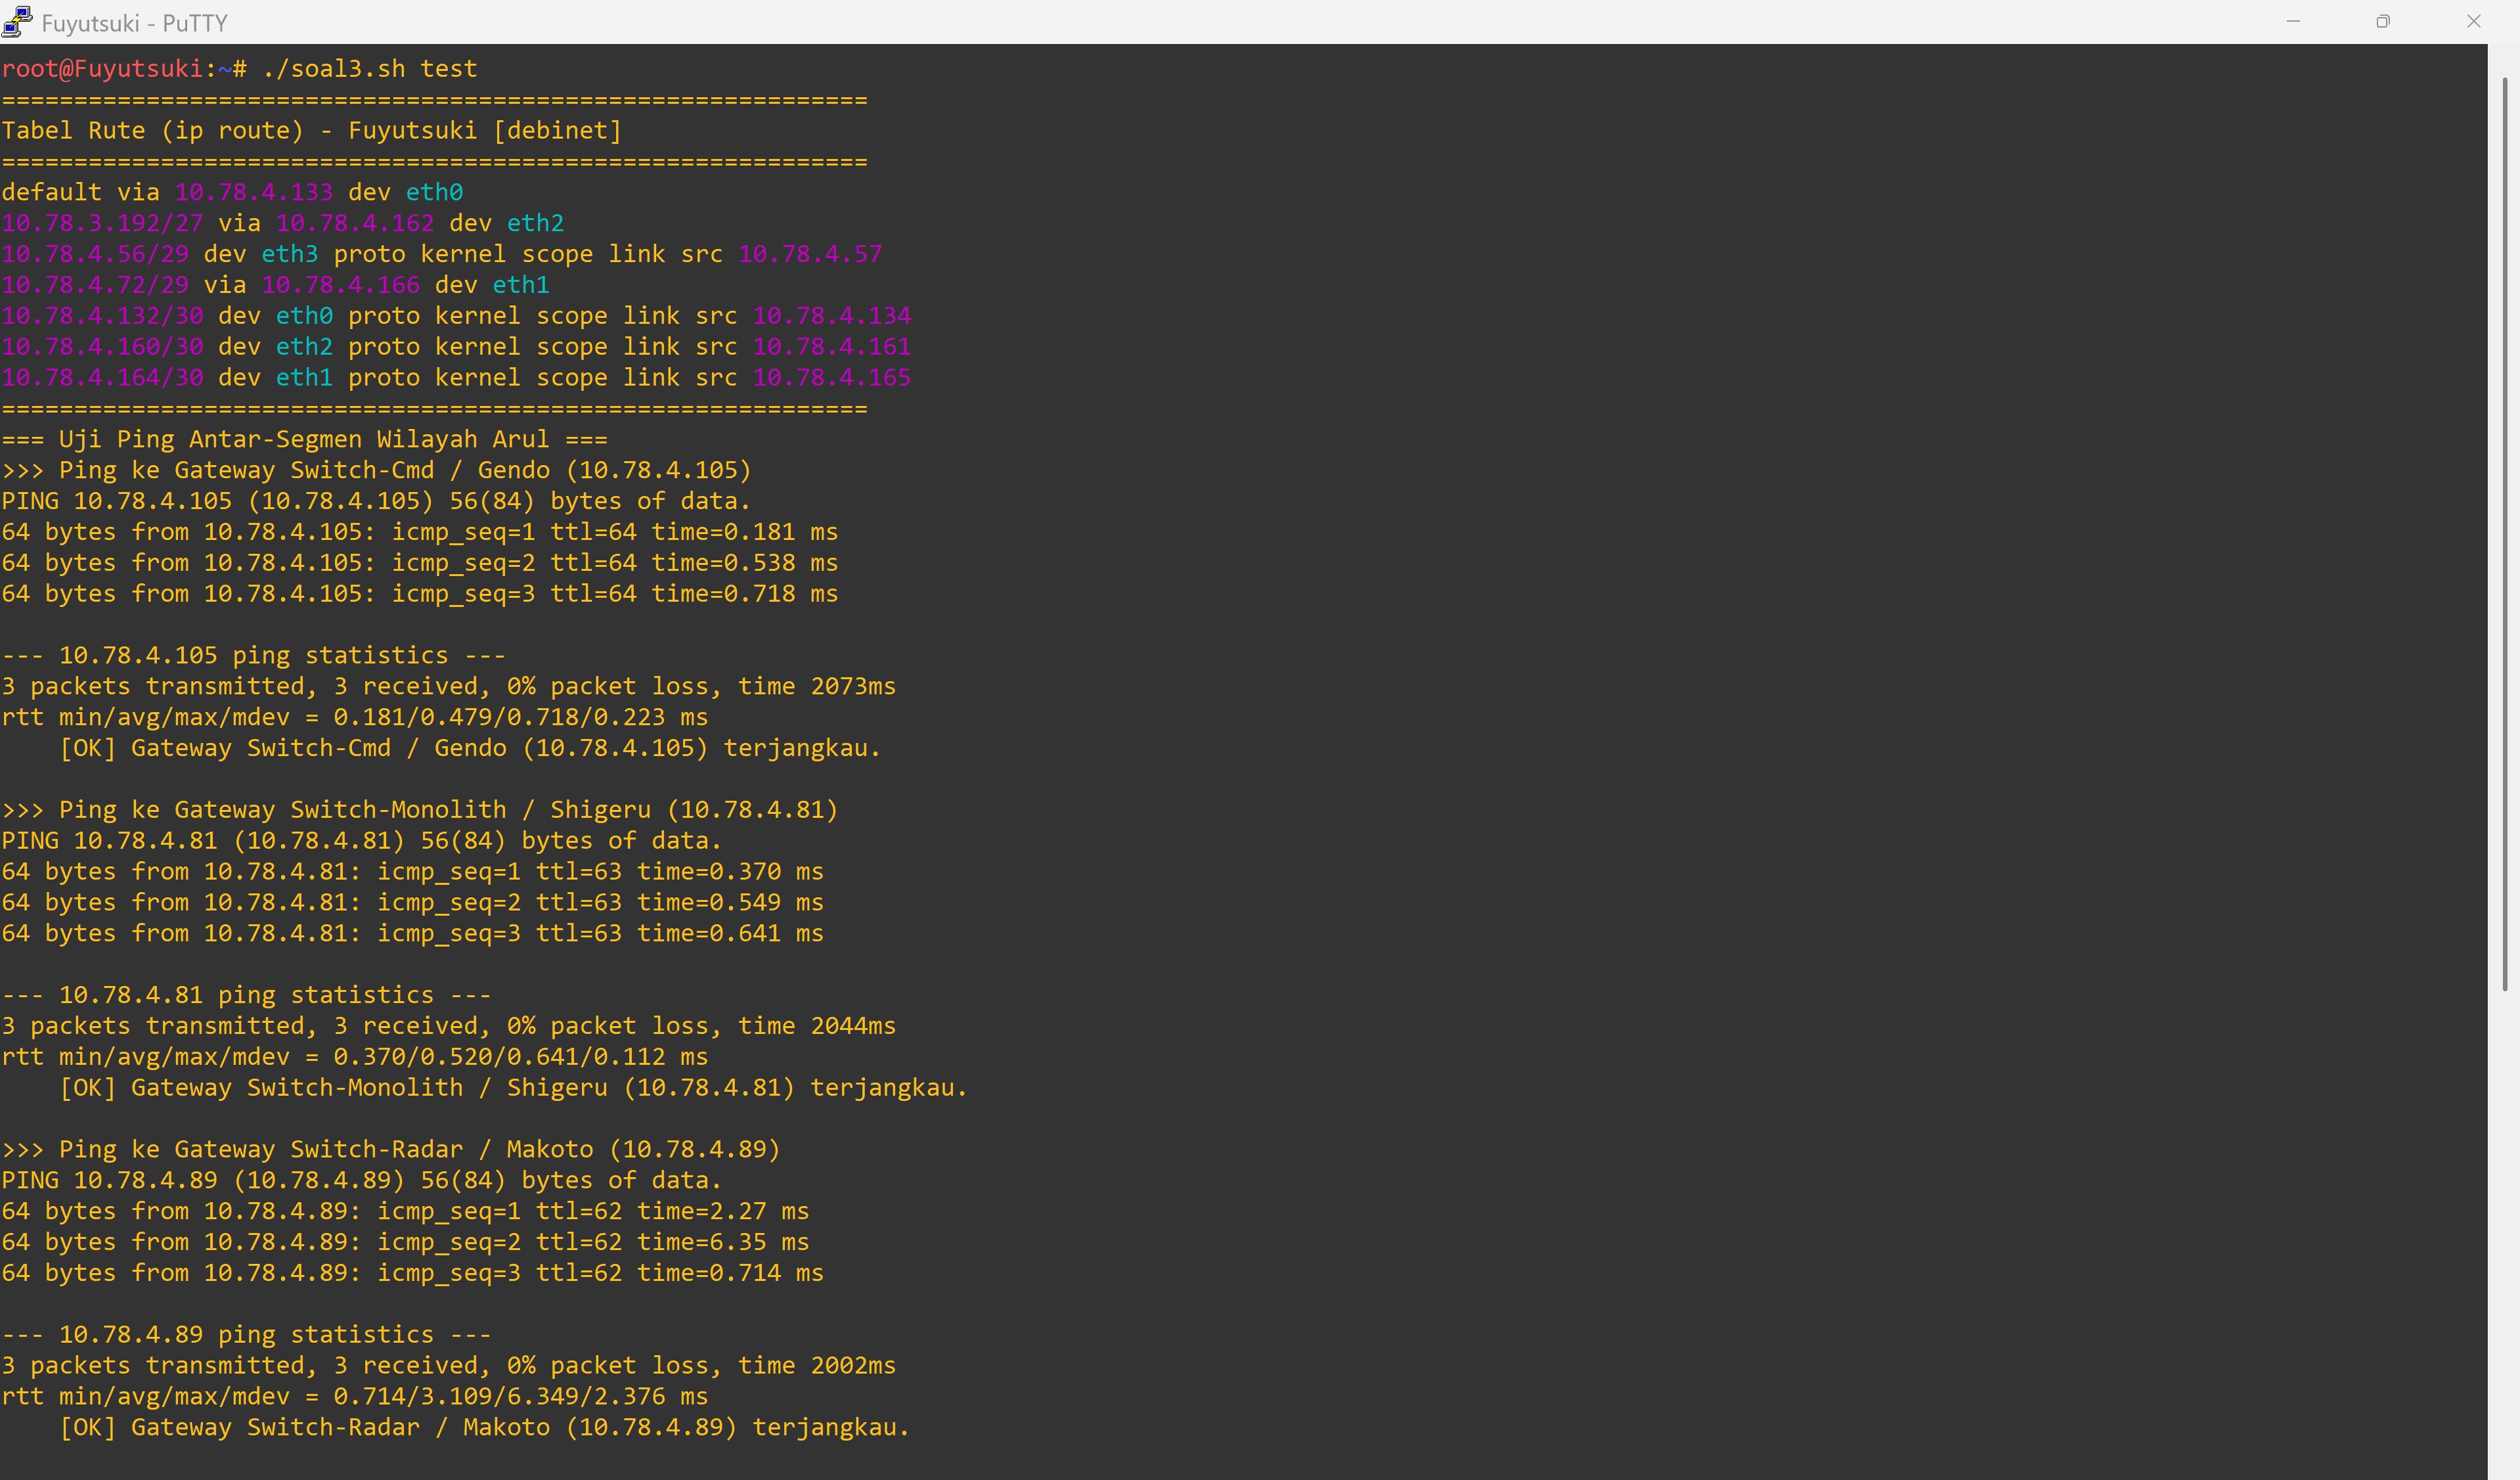 Fuyutsuki - PuTTY
root@Fuyutsuki:~# ./soal3.sh test
============================================================
Tabel Rute (ip route) - Fuyutsuki [debinet]
============================================================
default via 10.78.4.133 dev eth0
10.78.3.192/27 via 10.78.4.162 dev eth2
10.78.4.56/29 dev eth3 proto kernel scope link src 10.78.4.57
10.78.4.72/29 via 10.78.4.166 dev eth1
10.78.4.132/30 dev eth0 proto kernel scope link src 10.78.4.134
10.78.4.160/30 dev eth2 proto kernel scope link src 10.78.4.161
10.78.4.164/30 dev eth1 proto kernel scope link src 10.78.4.165
============================================================
=== Uji Ping Antar-Segmen Wilayah Arul ===
>>> Ping ke Gateway Switch-Cmd / Gendo (10.78.4.105)
PING 10.78.4.105 (10.78.4.105) 56(84) bytes of data.
64 bytes from 10.78.4.105: icmp_seq=1 ttl=64 time=0.181 ms
64 bytes from 10.78.4.105: icmp_seq=2 ttl=64 time=0.538 ms
64 bytes from 10.78.4.105: icmp_seq=3 ttl=64 time=0.718 ms

--- 10.78.4.105 ping statistics ---
3 packets transmitted, 3 received, 0% packet loss, time 2073ms
rtt min/avg/max/mdev = 0.181/0.479/0.718/0.223 ms
    [OK] Gateway Switch-Cmd / Gendo (10.78.4.105) terjangkau.

>>> Ping ke Gateway Switch-Monolith / Shigeru (10.78.4.81)
PING 10.78.4.81 (10.78.4.81) 56(84) bytes of data.
64 bytes from 10.78.4.81: icmp_seq=1 ttl=63 time=0.370 ms
64 bytes from 10.78.4.81: icmp_seq=2 ttl=63 time=0.549 ms
64 bytes from 10.78.4.81: icmp_seq=3 ttl=63 time=0.641 ms

--- 10.78.4.81 ping statistics ---
3 packets transmitted, 3 received, 0% packet loss, time 2044ms
rtt min/avg/max/mdev = 0.370/0.520/0.641/0.112 ms
    [OK] Gateway Switch-Monolith / Shigeru (10.78.4.81) terjangkau.

>>> Ping ke Gateway Switch-Radar / Makoto (10.78.4.89)
PING 10.78.4.89 (10.78.4.89) 56(84) bytes of data.
64 bytes from 10.78.4.89: icmp_seq=1 ttl=62 time=2.27 ms
64 bytes from 10.78.4.89: icmp_seq=2 ttl=62 time=6.35 ms
64 bytes from 10.78.4.89: icmp_seq=3 ttl=62 time=0.714 ms

--- 10.78.4.89 ping statistics ---
3 packets transmitted, 3 received, 0% packet loss, time 2002ms
rtt min/avg/max/mdev = 0.714/3.109/6.349/2.376 ms
    [OK] Gateway Switch-Radar / Makoto (10.78.4.89) terjangkau.